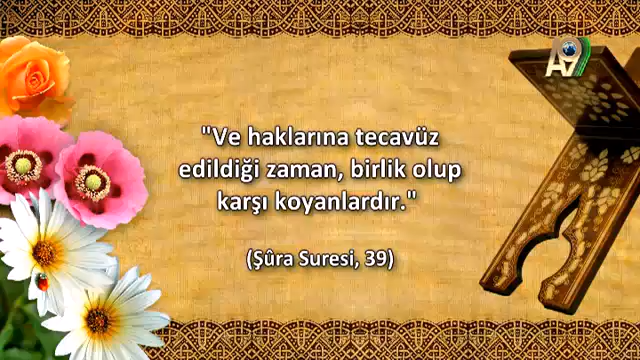 A9
"Ve haklarına tecavüz
edildiği zaman, birlik olup
karşı koyanlardır."
(Şûra Suresi, 39)